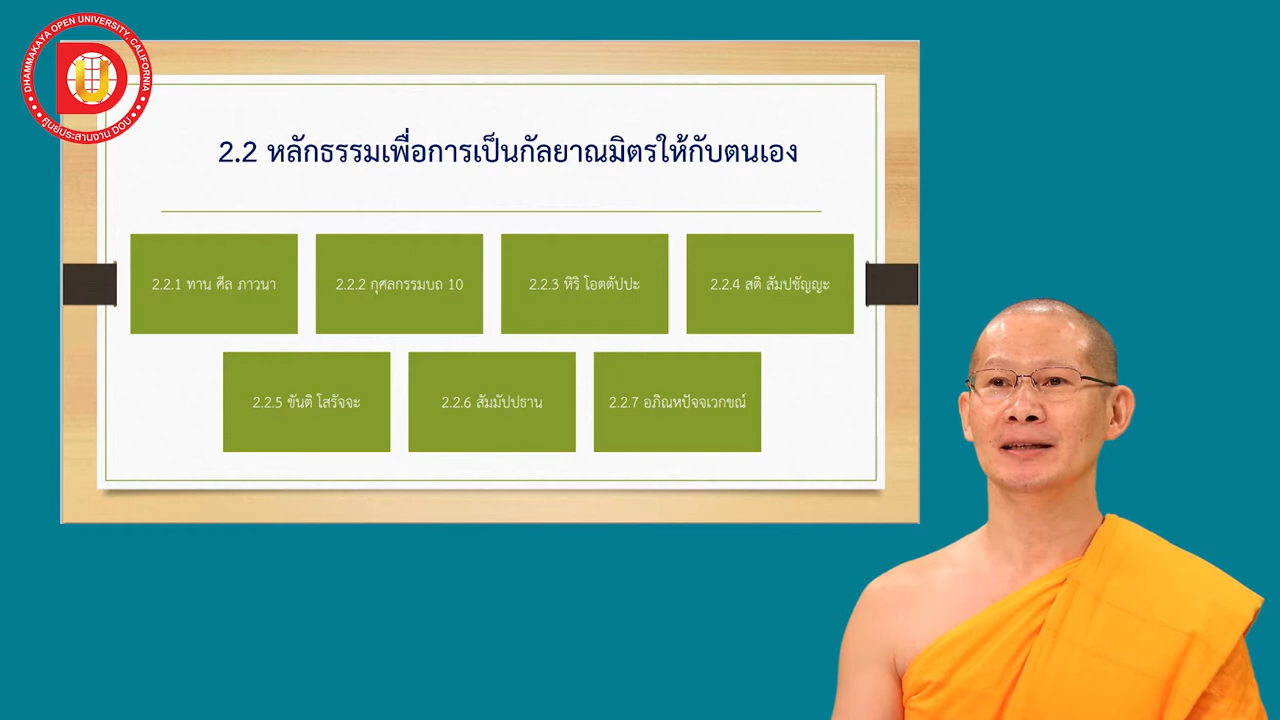 DHAMMAKAYA OPEN UNIVERSITY, CALIFORNIA
DU
ศูนย์ประสานงาน DOU
2.2 หลักธรรมเพื่อการเป็นกัลยาณมิตรให้กับตนเอง
2.2.1 ทาน ศีล ภาวนา
2.2.2 กุศลกรรมบถ 10
2.2.3 หิริ โอตตัปปะ
2.2.4 สติ สัมปชัญญะ
2.2.5 ขันติ โสรัจจะ
2.2.6 สัมมัปปธาน
2.2.7 อภิณหปัจจเวกขณ์